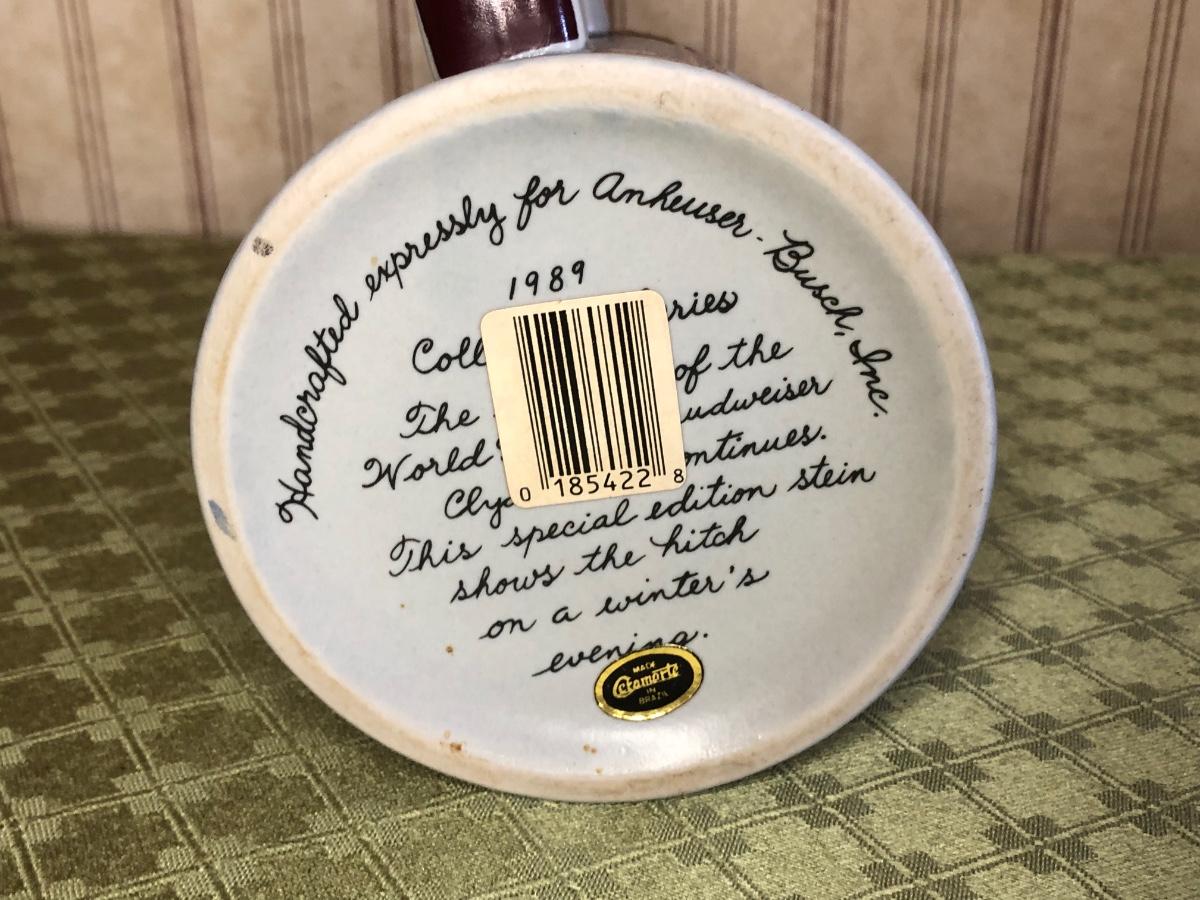 Handcrafted expressly for Anheuser-Busch, Inc.
1989
Coll ries
The of the
World udweiser
Clyd ontinues.
This special edition stein
shows the hitch
on a winter's
evening.
0 185422 8
MADE
Ceramarte
IN
BRAZIL